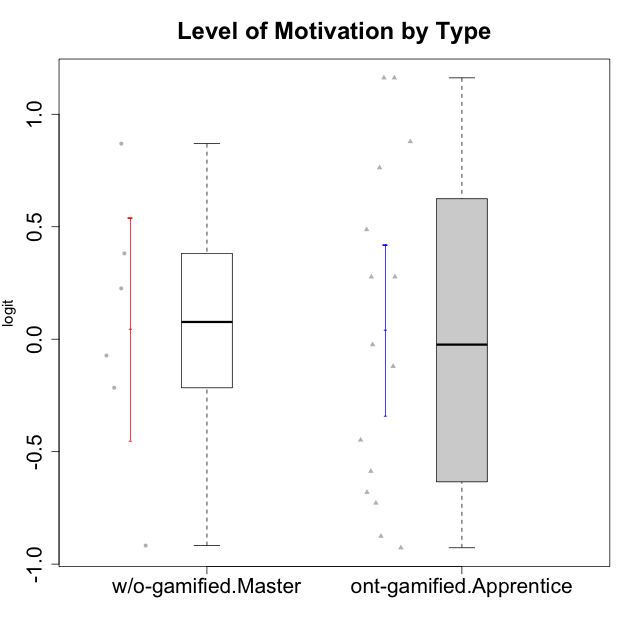 Level of Motivation by Type
logit
1.0
0.5
0.0
-0.5
-1.0
w/o-gamified.Master
ont-gamified.Apprentice